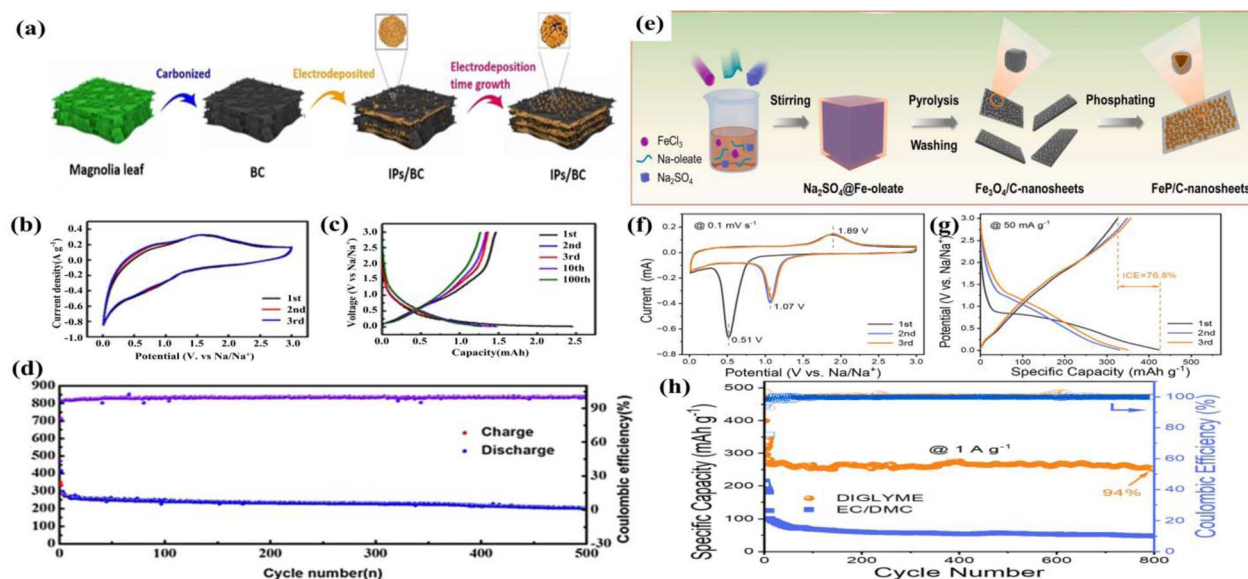 (a)
Carbonized
Electrodeposited
Electrodeposition
time growth
Magnolia leaf
BC
IPs/BC
IPs/BC
(e)
FeCl3
Na-oleate
Na2SO4
Stirring
Na2SO4@Fe-oleate
Pyrolysis
Washing
Fe3O4/C-nanosheets
Phosphating
FeP/C-nanosheets
(b)
Current density(A g-1)
0.4
0.2
0.0
-0.2
-0.4
-0.6
-0.8
-1.0
1st
2nd
3rd
0.0 0.5 1.0 1.5 2.0 2.5 3.0
Potential (V. vs Na/Na+)
(c)
Voltage (V vs Na/Na+)
3.0
2.5
2.0
1.5
1.0
0.5
0.0
1st
2nd
3rd
10th
100th
0.0 0.5 1.0 1.5 2.0 2.5
Capacity(mAh)
(f)
@ 0.1 mV s-1
Current (mA)
0.4
0.2
0.0
-0.2
-0.4
-0.6
-0.8
1.89 V
1.07 V
0.51 V
1st
2nd
3rd
0.0 0.5 1.0 1.5 2.0 2.5 3.0
Potential (V vs. Na/Na+)
(g)
@ 50 mA g-1
Potential (V vs. Na/Na+)
3.0
2.5
2.0
1.5
1.0
0.5
0.0
ICE=76.8%
1st
2nd
3rd
0 100 200 300 400 500
Specific Capacity (mAh g-1)
(d)
900
800
700
600
500
400
300
200
100
0
Charge
Discharge
Coulombic efficiency(%)
90
60
30
0
-30
0 100 200 300 400 500
Cycle number(n)
(h)
Specific Capacity (mAh g-1)
500
400
300
200
100
0
@ 1 A g-1
94%
DIGLYME
EC/DMC
Coulombic Efficiency (%)
100
80
60
40
20
0
0 200 400 600 800
Cycle Number